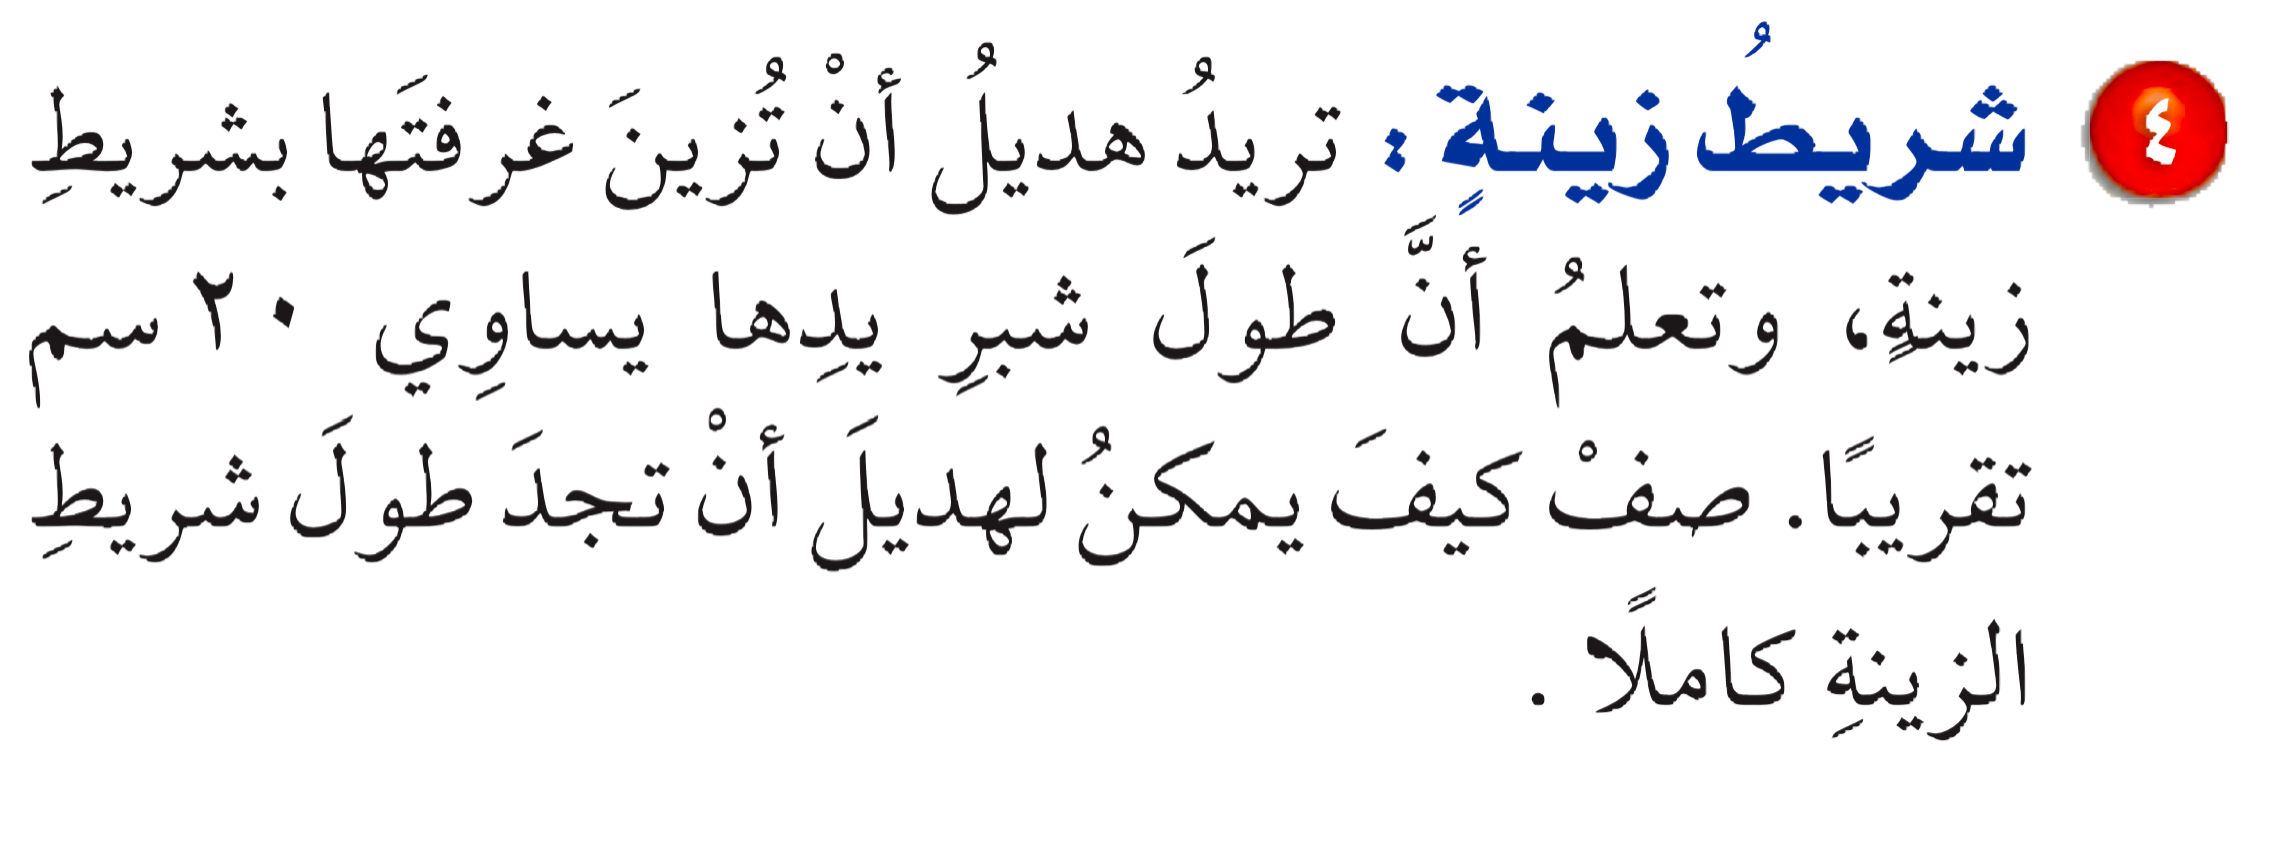 ٤ شريطُ زينةٍ : تريدُ هديلُ أنْ تُزينَ غرفتَها بشريطِ
زينةٍ، وتعلمُ أنَّ طولَ شبرِ يدِها يساوِي ٢٠ سم
تقريبًا. صفْ كيفَ يمكنُ لهديلَ أنْ تجدَ طولَ شريطِ
الزينةِ كاملًا .